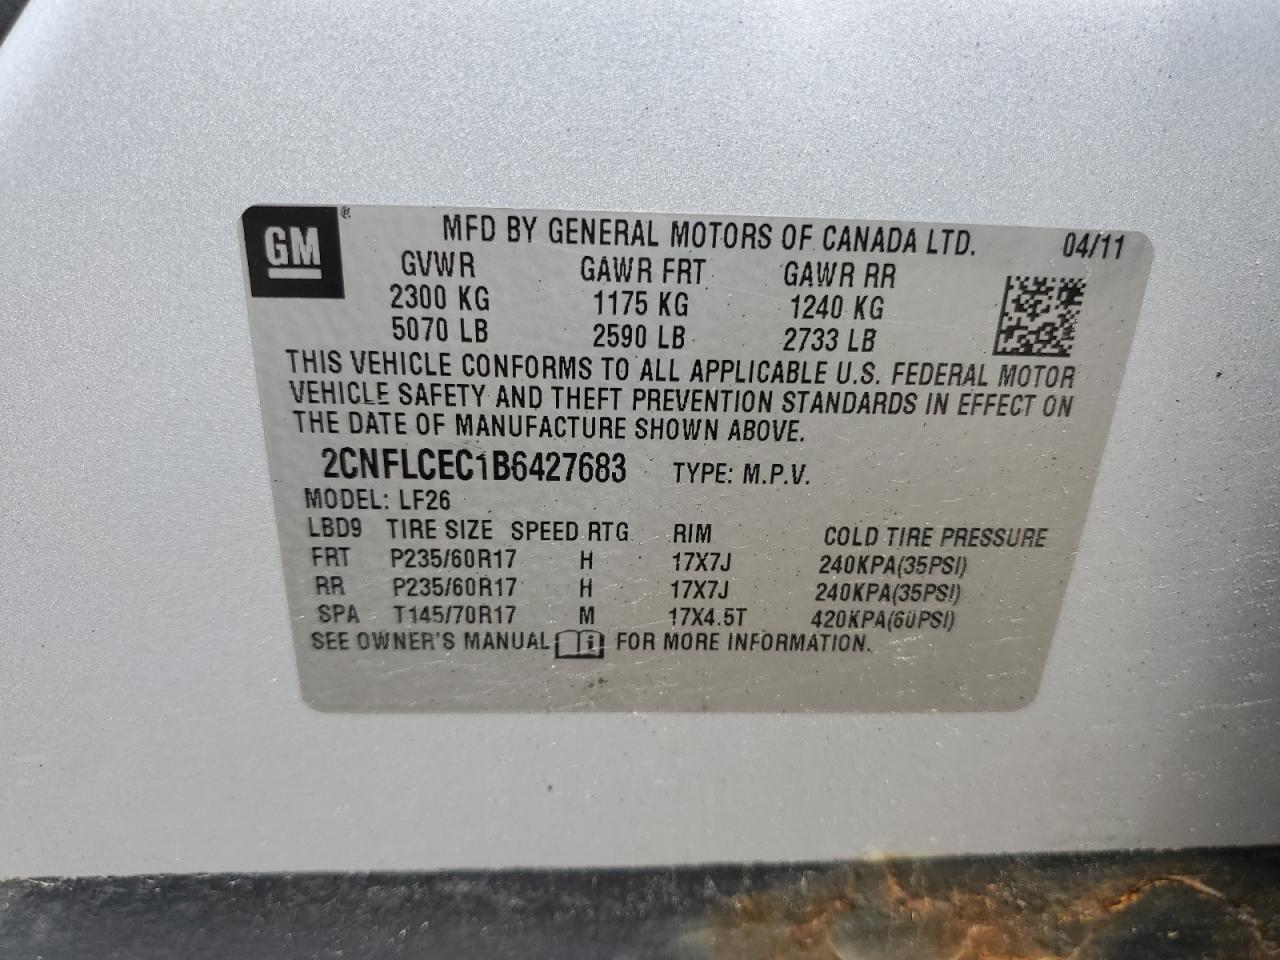 GM ® MFD BY GENERAL MOTORS OF CANADA LTD. 04/11
GVWR GAWR FRT GAWR RR
2300 KG 1175 KG 1240 KG
5070 LB 2590 LB 2733 LB
THIS VEHICLE CONFORMS TO ALL APPLICABLE U.S. FEDERAL MOTOR
VEHICLE SAFETY AND THEFT PREVENTION STANDARDS IN EFFECT ON
THE DATE OF MANUFACTURE SHOWN ABOVE.
2CNFLCEC1B6427683 TYPE: M.P.V.
MODEL: LF26
LBD9 TIRE SIZE SPEED RTG RIM COLD TIRE PRESSURE
FRT P235/60R17 H 17X7J 240KPA(35PSI)
RR P235/60R17 H 17X7J 240KPA(35PSI)
SPA T145/70R17 M 17X4.5T 420KPA(60PSI)
SEE OWNER'S MANUAL i FOR MORE INFORMATION.